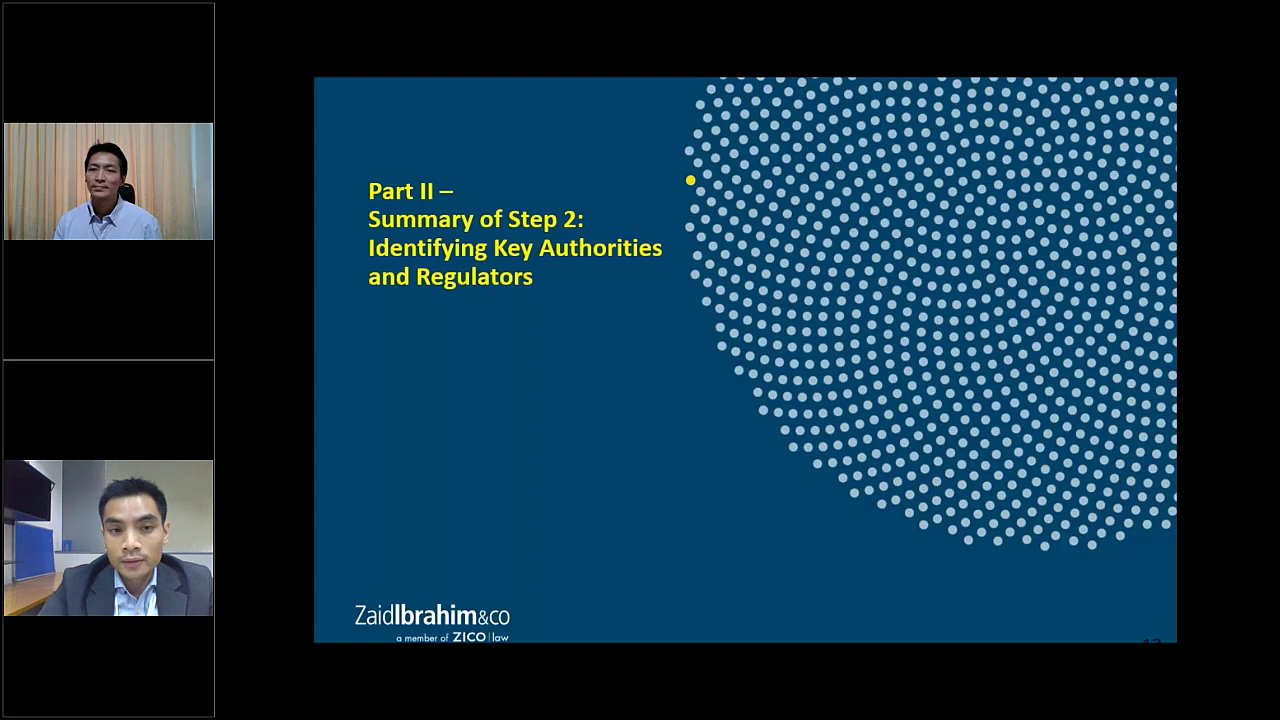 Part II –
Summary of Step 2:
Identifying Key Authorities
and Regulators
ZaidIbrahim&co
a member of ZICO|law